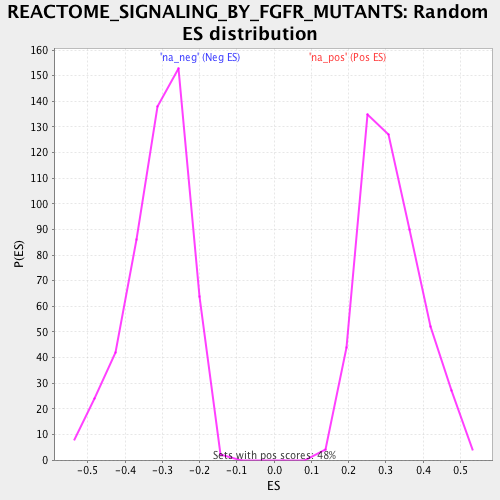 REACTOME_SIGNALING_BY_FGFR_MUTANTS: Random
ES distribution
'na_neg' (Neg ES)
'na_pos' (Pos ES)
160
150
140
130
120
110
100
90
80
70
60
50
40
30
20
10
0
P(ES)
Sets with pos scores: 48%
-0.5 -0.4 -0.3 -0.2 -0.1 0.0 0.1 0.2 0.3 0.4 0.5
ES